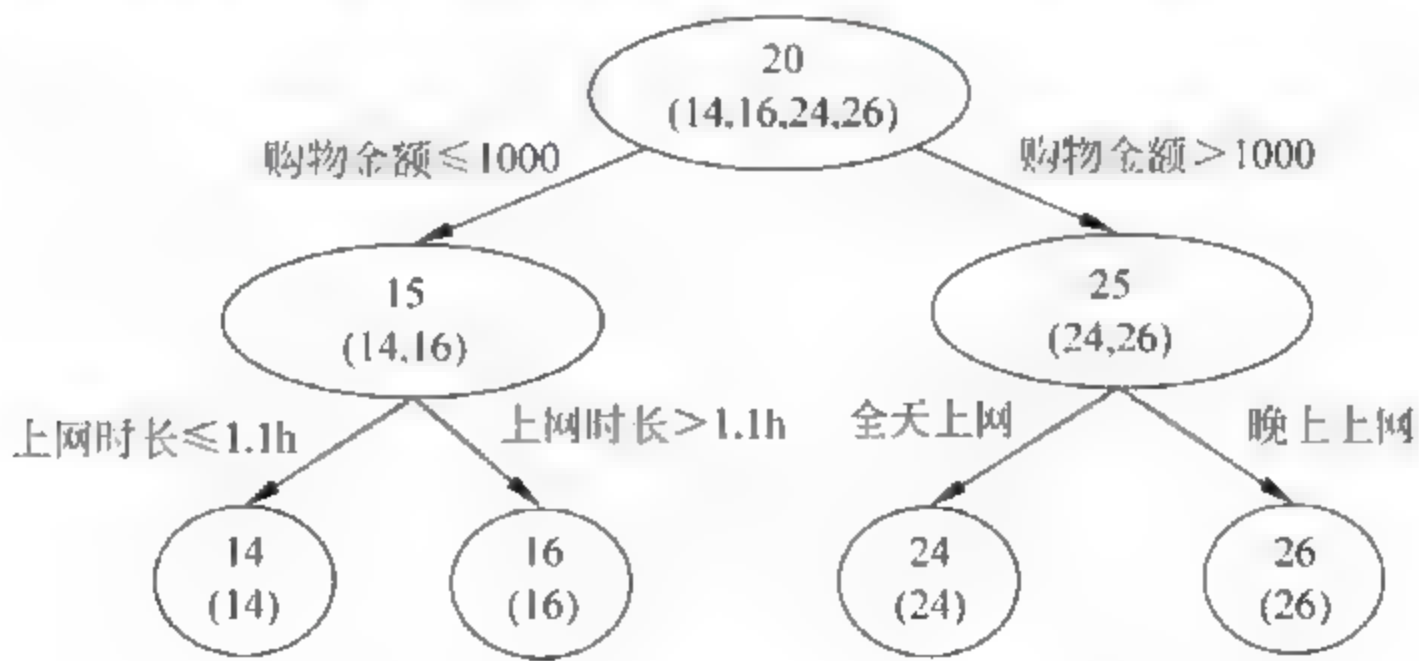 20
(14,16,24,26)
购物金额≤1000
购物金额>1000
15
(14,16)
25
(24,26)
上网时长≤1.1h
上网时长>1.1h
全天上网
晚上上网
14
(14)
16
(16)
24
(24)
26
(26)